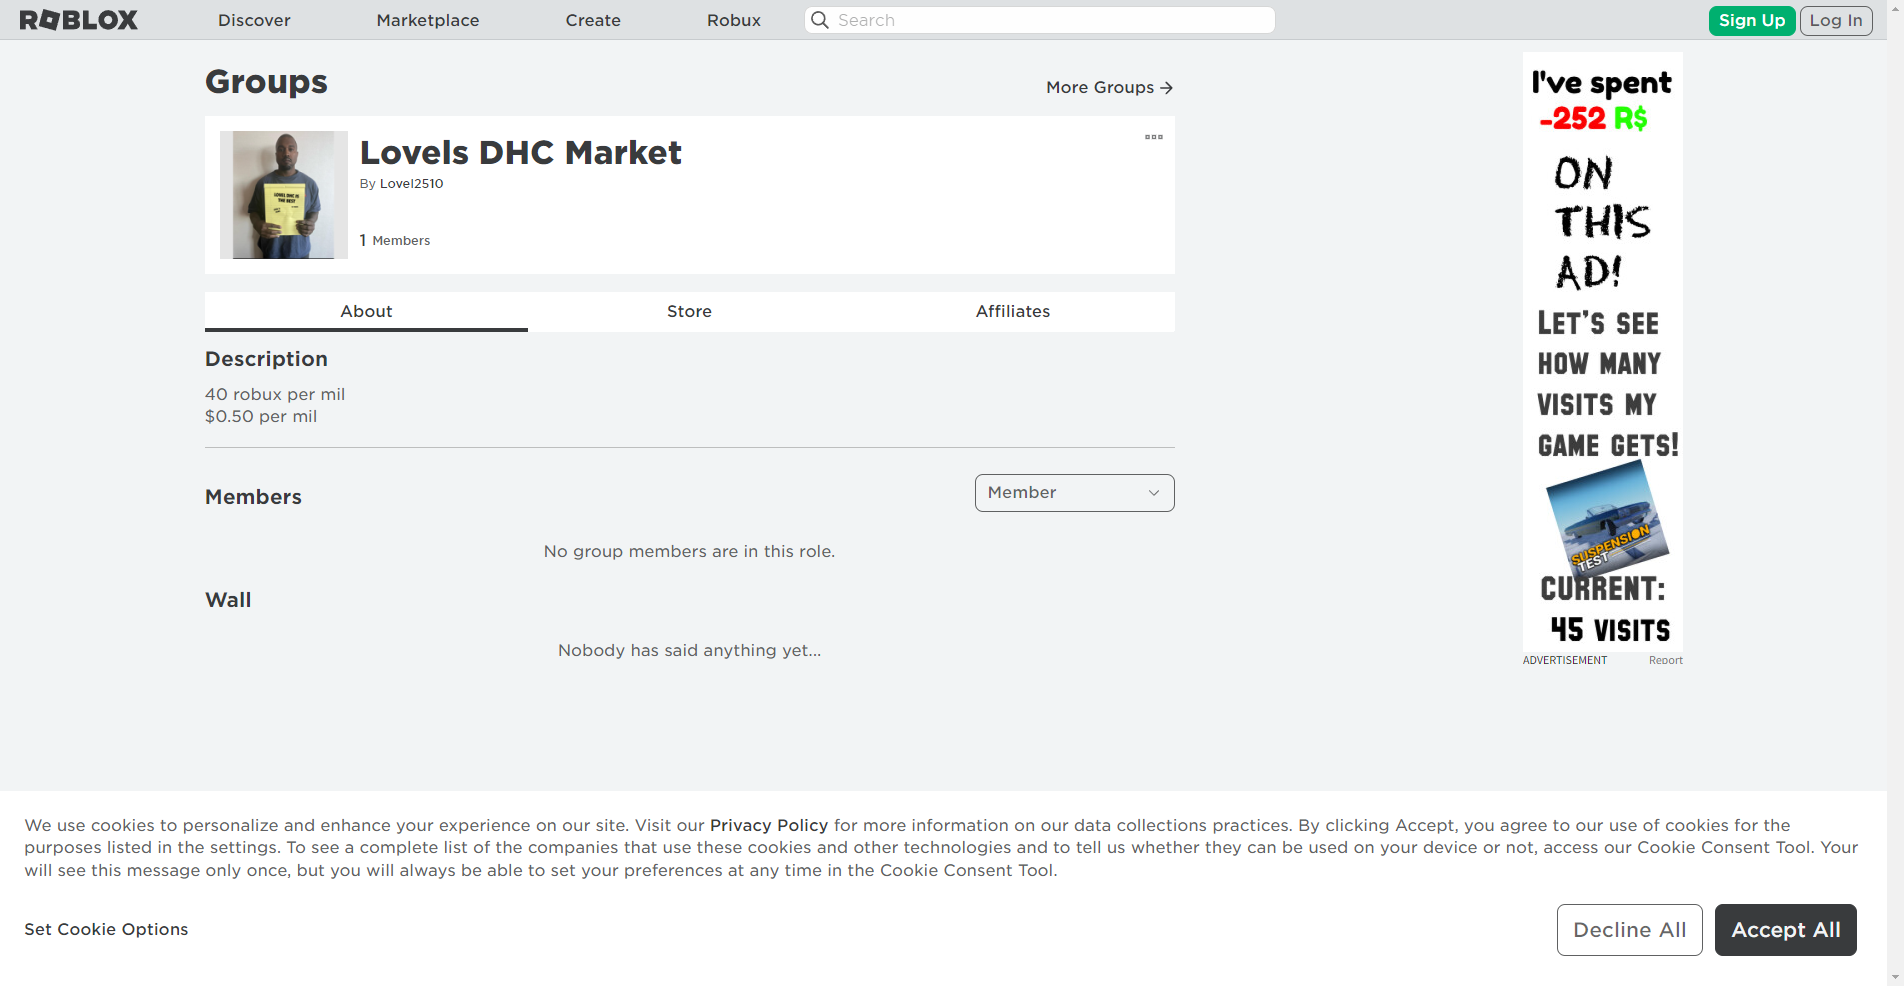 ROBLOX
Discover
Marketplace
Create
Robux
Search
Sign Up
Log In
Groups
More Groups →
LOVEL DHC IS
THE BEST
Lovels DHC Market
By Lovel2510
1 Members
About
Store
Affiliates
Description
40 robux per mil
$0.50 per mil
Members
Member
No group members are in this role.
Wall
Nobody has said anything yet...
I've spent
-252 R$
ON
THIS
AD!
LET'S SEE
HOW MANY
VISITS MY
GAME GETS!
SUSPENSION
TEST
CURRENT:
45 VISITS
ADVERTISEMENT
Report
We use cookies to personalize and enhance your experience on our site. Visit our Privacy Policy for more information on our data collections practices. By clicking Accept, you agree to our use of cookies for the
purposes listed in the settings. To see a complete list of the companies that use these cookies and other technologies and to tell us whether they can be used on your device or not, access our Cookie Consent Tool. Your
will see this message only once, but you will always be able to set your preferences at any time in the Cookie Consent Tool.
Set Cookie Options
Decline All
Accept All